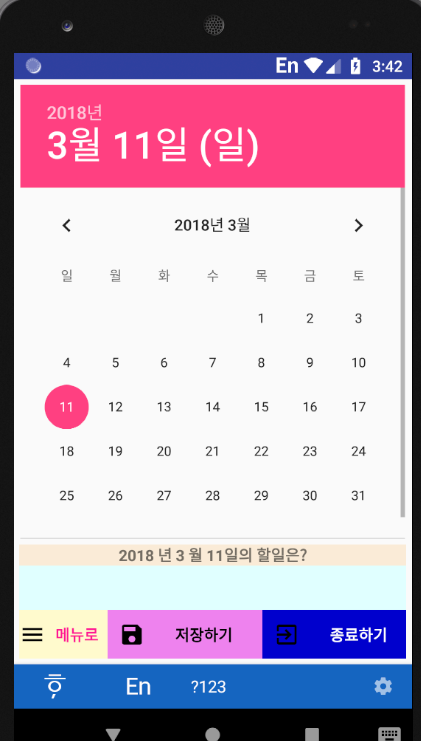 En 3:42
2018년
3월 11일 (일)
2018년 3월
일 월 화 수 목 금 토
1 2 3
4 5 6 7 8 9 10
11 12 13 14 15 16 17
18 19 20 21 22 23 24
25 26 27 28 29 30 31
2018 년 3 월 11일의 할일은?
메뉴로 저장하기 종료하기
En ?123